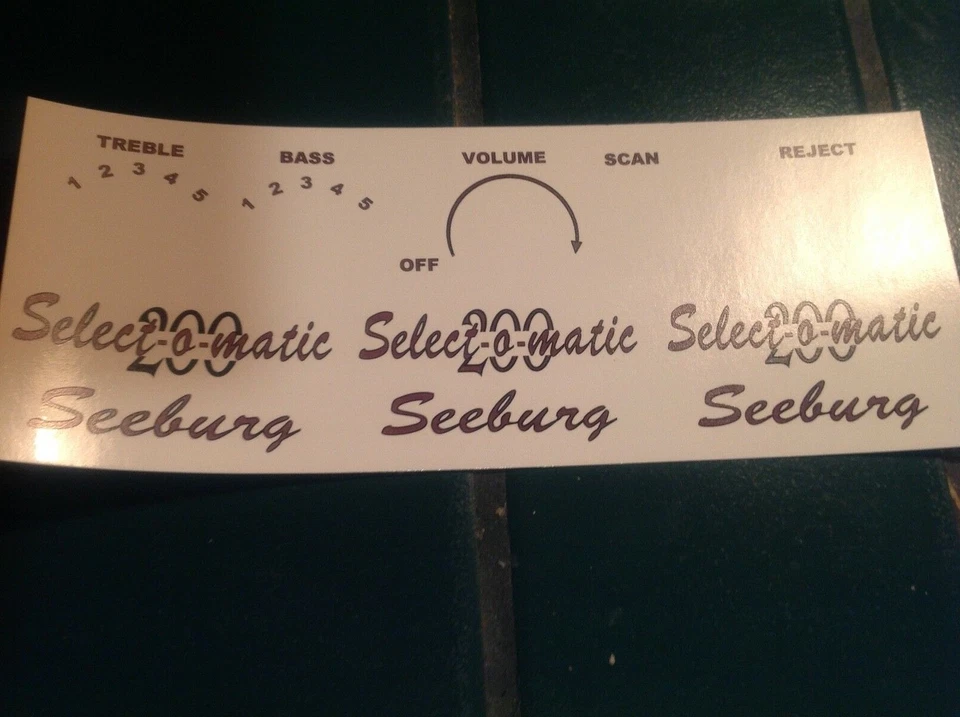 TREBLE BASS VOLUME SCAN REJECT
1 2 3 4 5 1 2 3 4 5
OFF
Select-o-matic 200 Select-o-matic 200 Select-o-matic 200
Seeburg Seeburg Seeburg